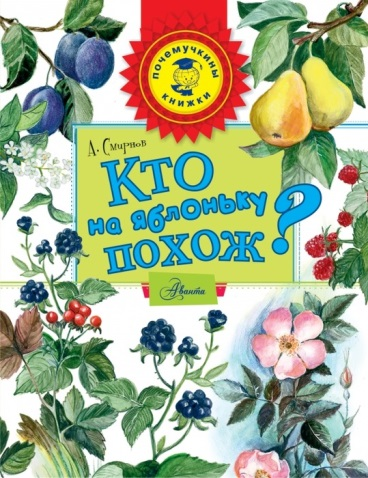 почемучкины
книжки
А. Смирнов
Кто
на яблоньку
похож?
Аванта